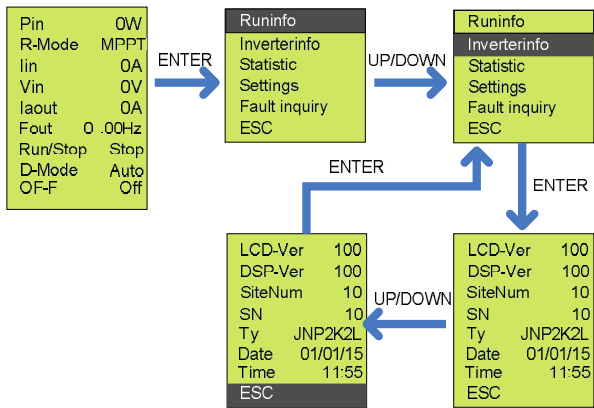 Pin 0W
R-Mode MPPT
Iin 0A
Vin 0V
Iaout 0A
Fout 0 .00Hz
Run/Stop Stop
D-Mode Auto
OF-F Off
ENTER
Runinfo
Inverterinfo
Statistic
Settings
Fault inquiry
ESC
UP/DOWN
Runinfo
Inverterinfo
Statistic
Settings
Fault inquiry
ESC
ENTER
ENTER
LCD-Ver 100
DSP-Ver 100
SiteNum 10
SN 10
Ty JNP2K2L
Date 01/01/15
Time 11:55
ESC
UP/DOWN
LCD-Ver 100
DSP-Ver 100
SiteNum 10
SN 10
Ty JNP2K2L
Date 01/01/15
Time 11:55
ESC